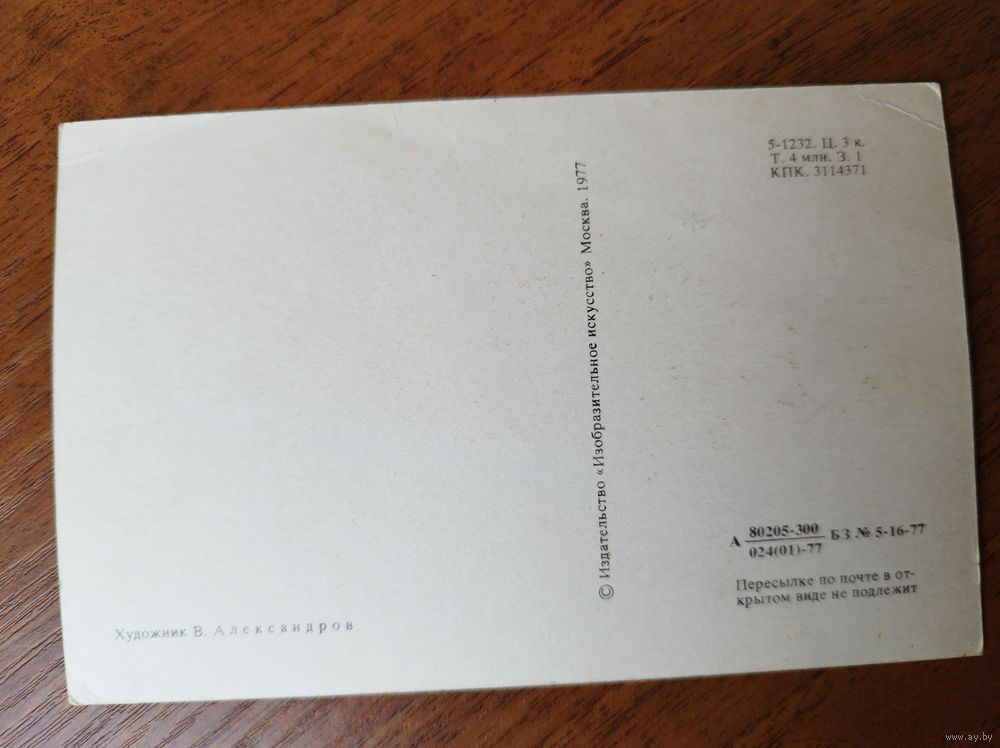 5-1232. Ц. 3 к.
Т. 4 млн. З. 1
КПК. 3114371
© Издательство «Изобразительное искусство» Москва. 1977
А 80205-300 БЗ № 5-16-77
024(01)-77
Пересылке по почте в от-
крытом виде не подлежит
Художник В. Александров
www.ay.by